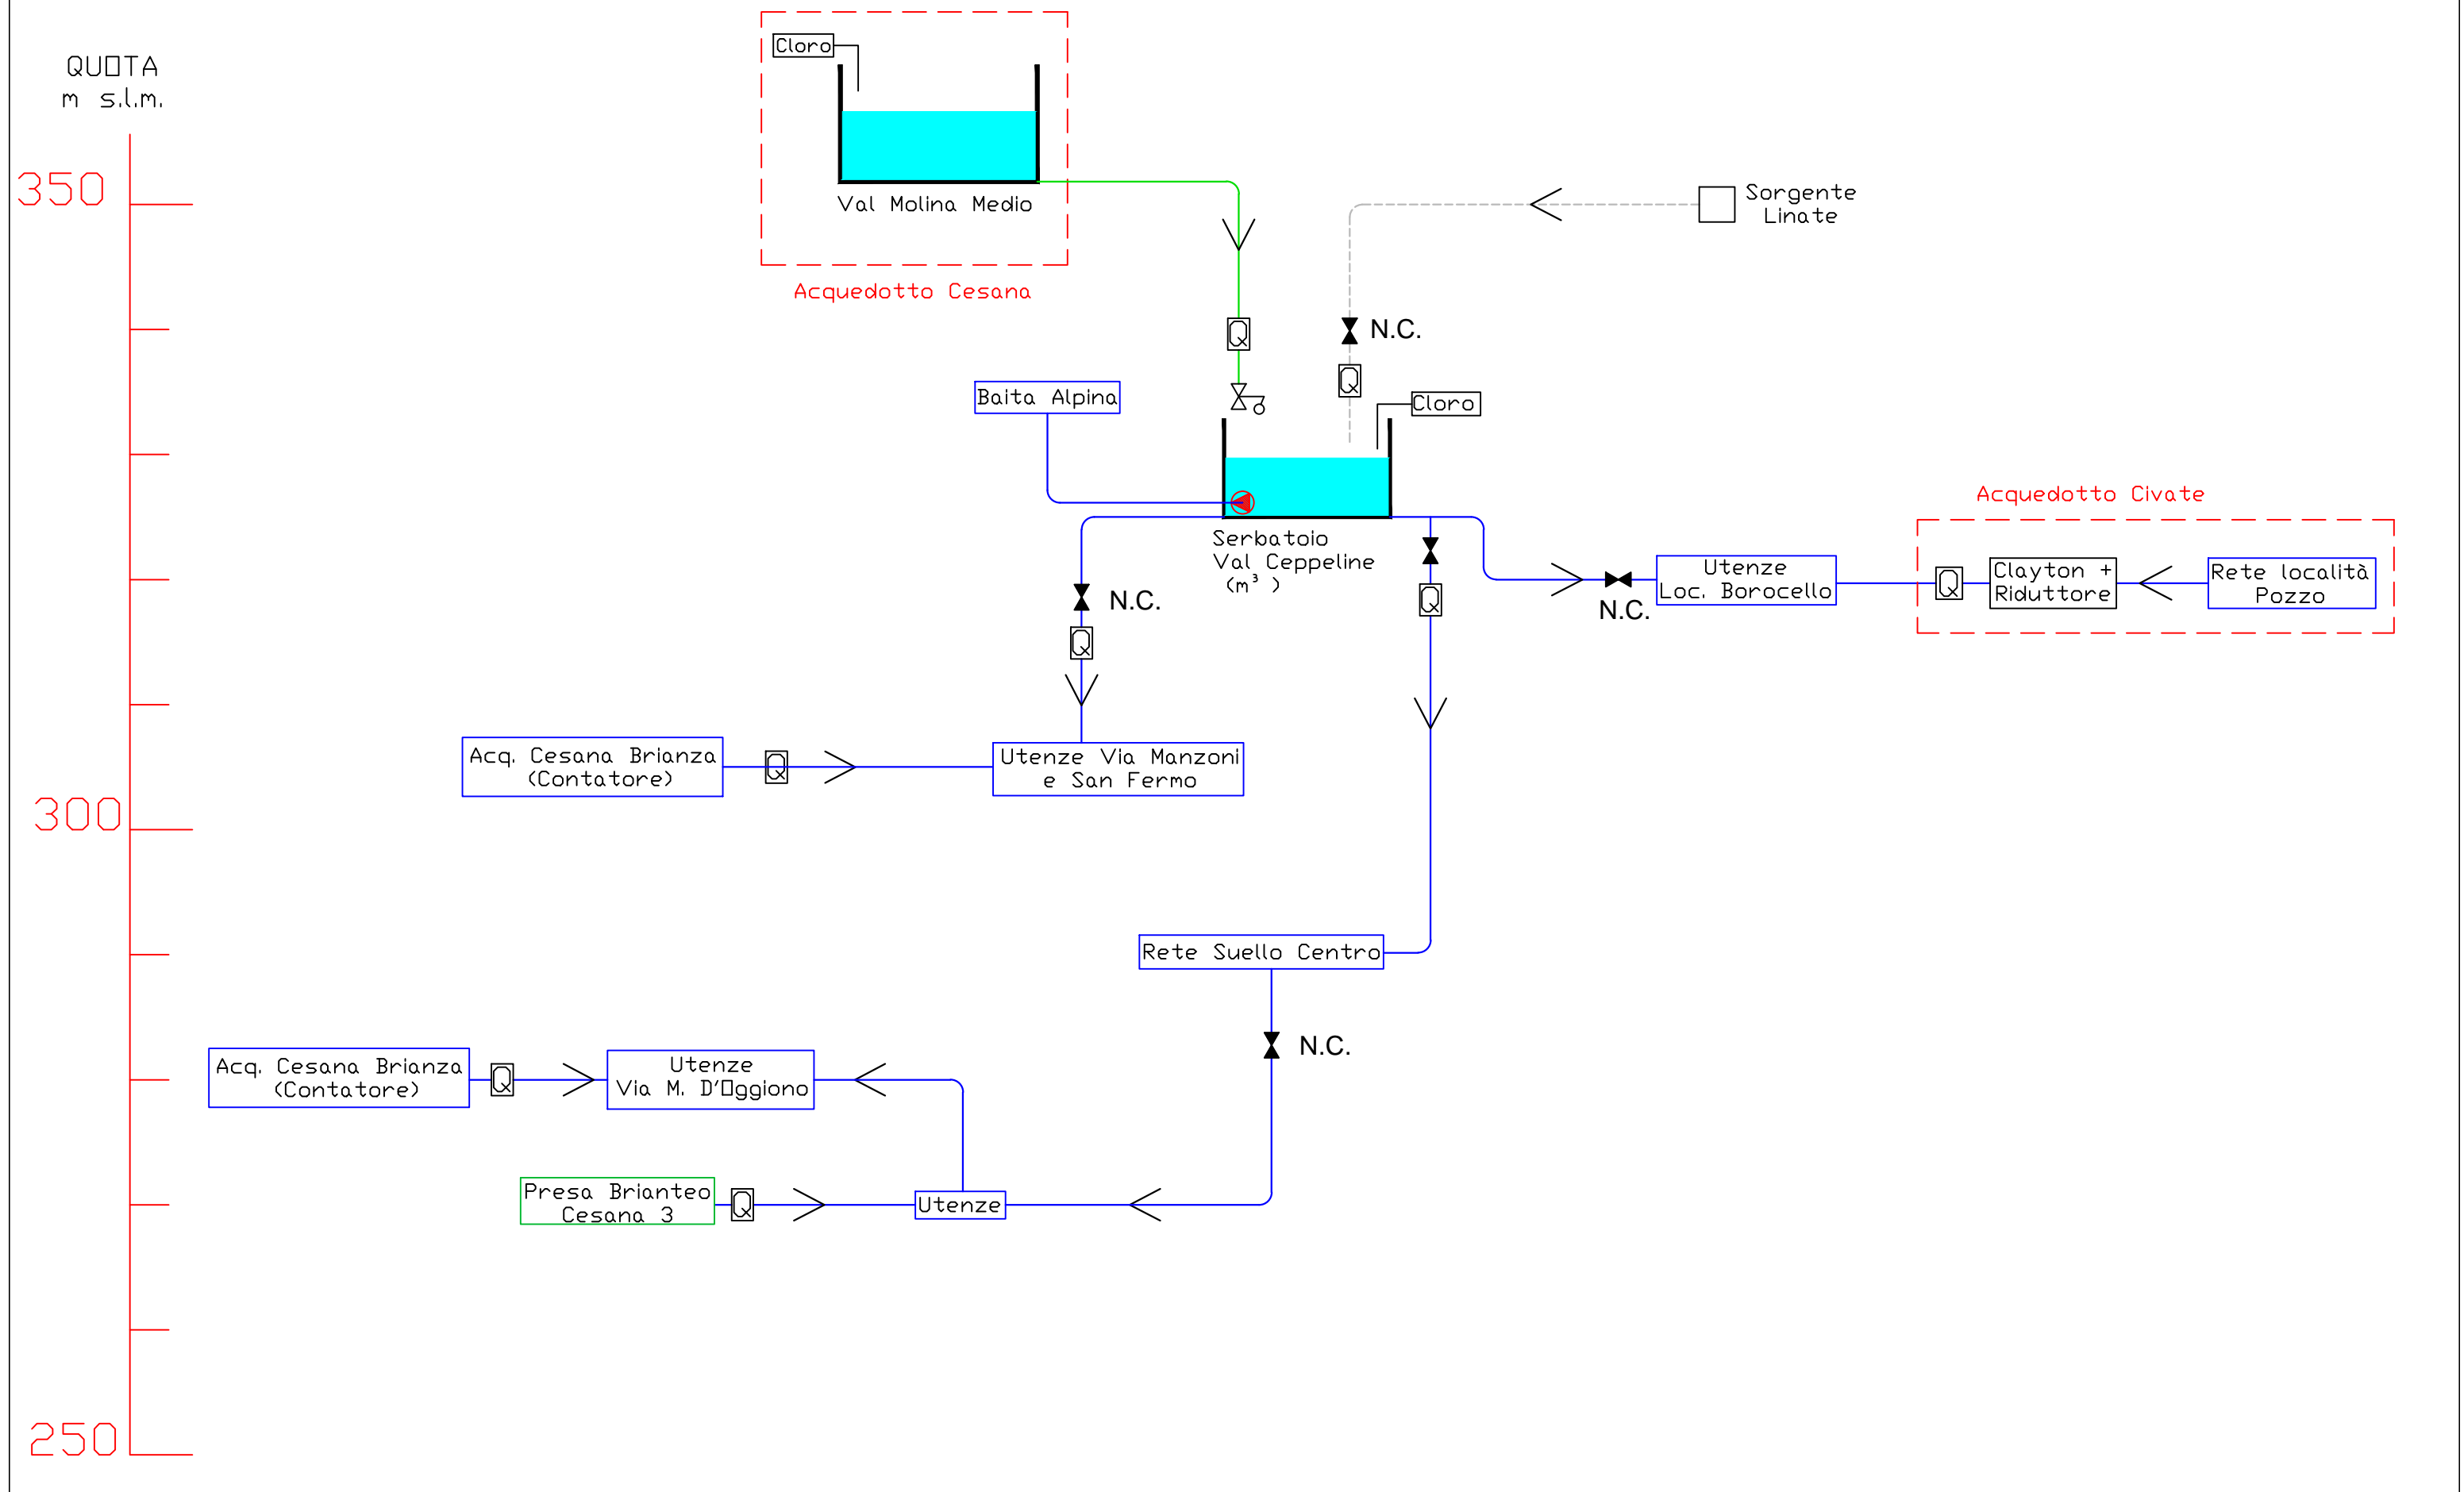 Cloro
QUOTA
m s.l.m.
350
Val Molina Medio
Sorgente
Linate
Acquedotto Cesana
Q
N.C.
Q
Baita Alpina
Cloro
Acquedotto Civate
Serbatoio
Val Ceppeline
(m³ )
Utenze
Loc. Borocello
Q
Clayton +
Riduttore
Rete località
Pozzo
N.C.
Q
N.C.
Q
Acq. Cesana Brianza
(Contatore)
Q
Utenze Via Manzoni
e San Fermo
300
Rete Suello Centro
N.C.
Acq. Cesana Brianza
(Contatore)
Q
Utenze
Via M. D'Oggiono
Presa Brianteo
Cesana 3
Q
Utenze
250